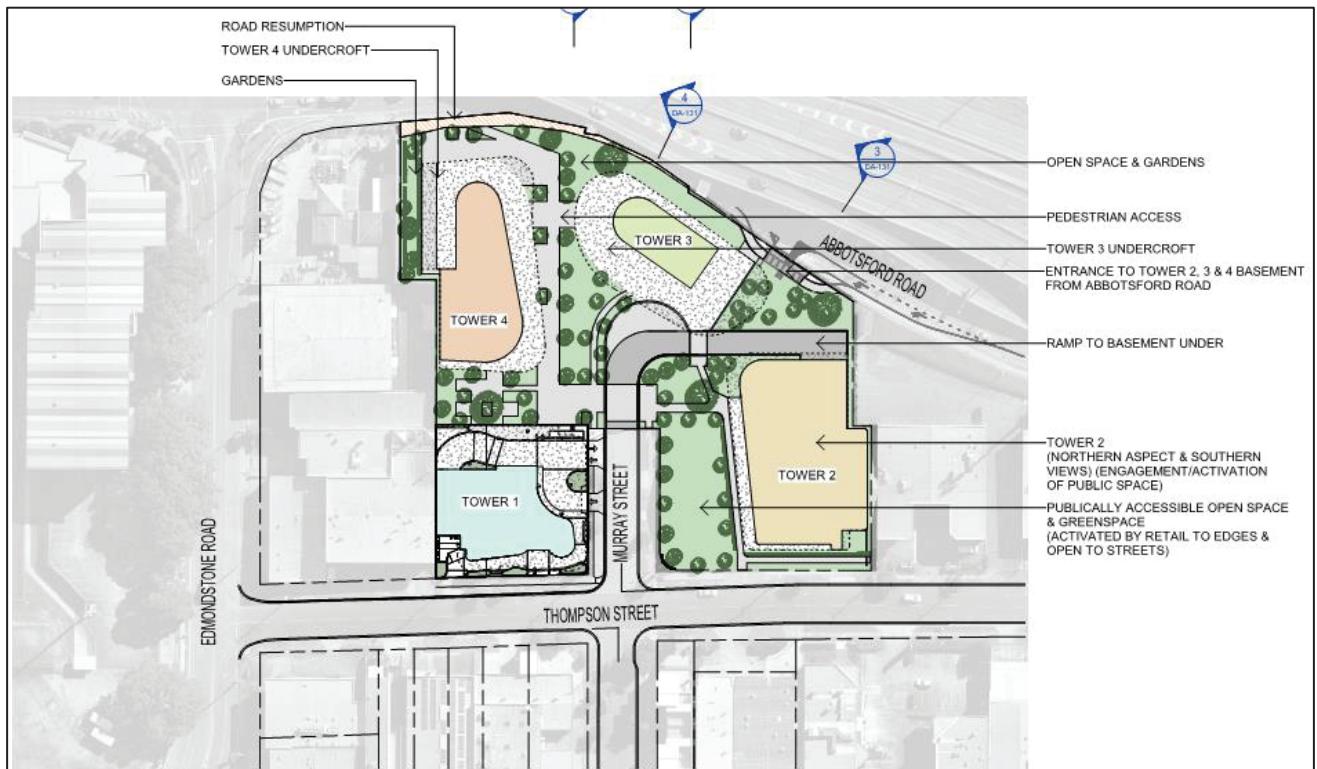 ROAD RESUMPTION
TOWER 4 UNDERCROFT
GARDENS
4
DA-131
3
DA-131
OPEN SPACE & GARDENS
PEDESTRIAN ACCESS
TOWER 3 UNDERCROFT
ENTRANCE TO TOWER 2, 3 & 4 BASEMENT
FROM ABBOTSFORD ROAD
RAMP TO BASEMENT UNDER
TOWER 2
(NORTHERN ASPECT & SOUTHERN
VIEWS) (ENGAGEMENT/ACTIVATION
OF PUBLIC SPACE)
PUBLICALLY ACCESSIBLE OPEN SPACE
& GREENSPACE
(ACTIVATED BY RETAIL TO EDGES &
OPEN TO STREETS)
TOWER 3
ABBOTSFORD ROAD
TOWER 4
TOWER 2
TOWER 1
MURRAY STREET
EDMONDSTONE ROAD
THOMPSON STREET